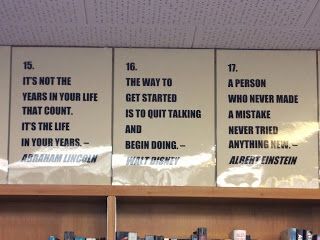 15.
IT'S NOT THE
YEARS IN YOUR LIFE
THAT COUNT.
IT'S THE LIFE
IN YOUR YEARS. –
ABRAHAM LINCOLN
16.
THE WAY TO
GET STARTED
IS TO QUIT TALKING
AND
BEGIN DOING. –
WALT DISNEY
17.
A PERSON
WHO NEVER MADE
A MISTAKE
NEVER TRIED
ANYTHING NEW. –
ALBERT EINSTEIN